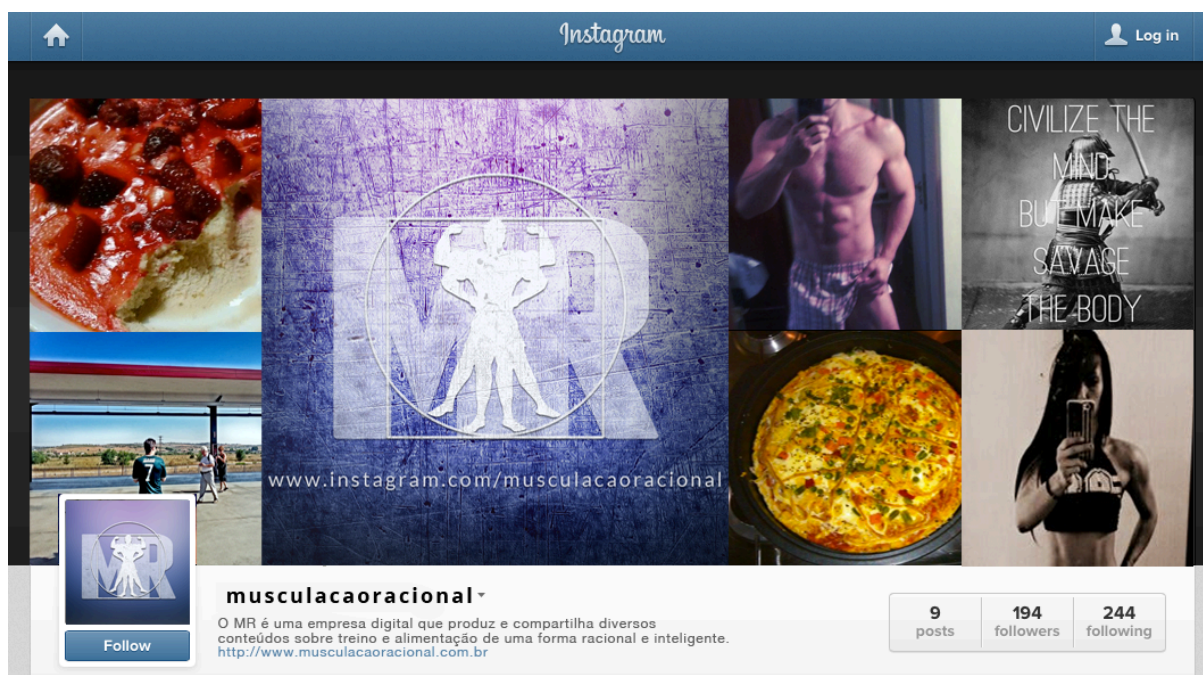 Instagram
Log in
CIVILIZE THE
MIND
BUT MAKE
SAVAGE
THE BODY
MR
www.instagram.com/musculacaoracional
7
MR
Follow
musculacaoracional
O MR é uma empresa digital que produz e compartilha diversos
conteúdos sobre treino e alimentação de uma forma racional e inteligente.
http://www.musculacaoracional.com.br
9 posts
194 followers
244 following